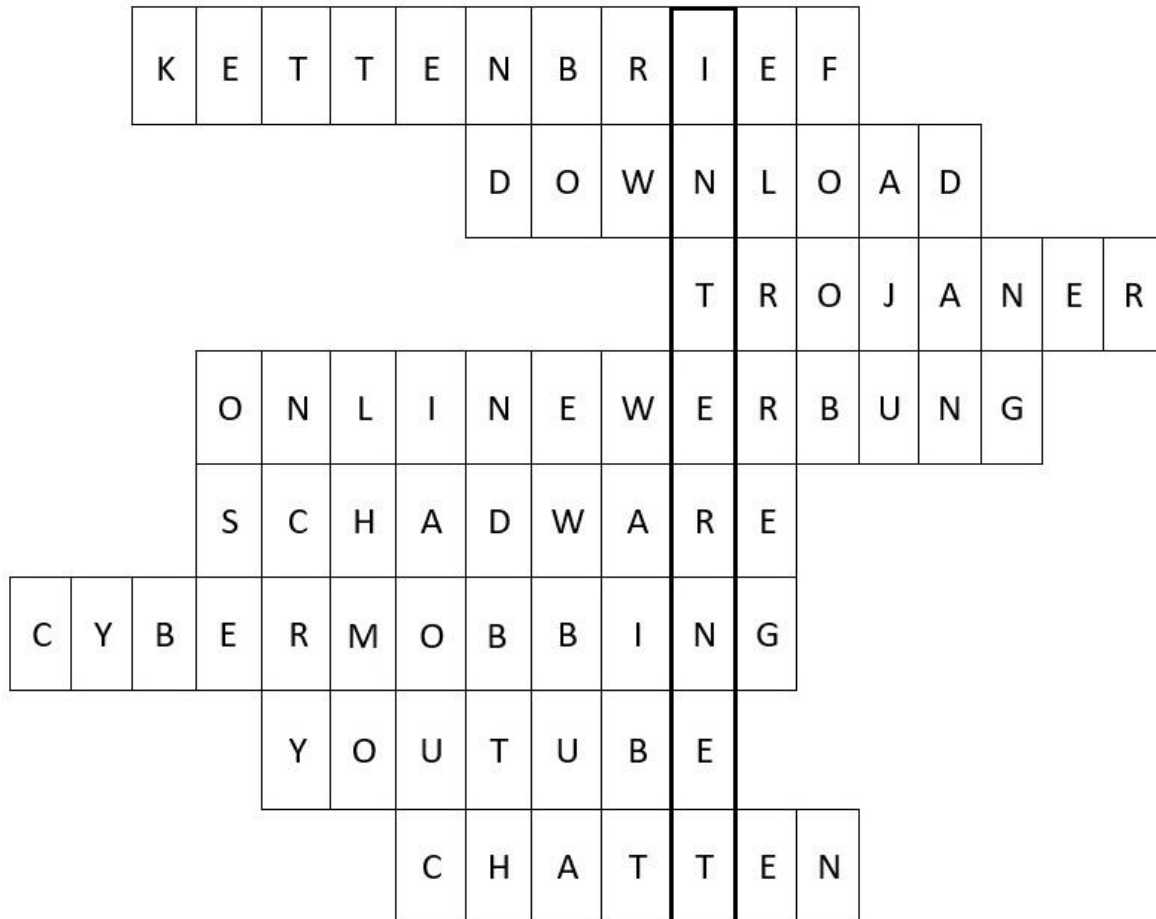 KETTENBRIEF
DOWNLOAD
TROJANER
ONLINEWERBUNG
SCHADWARE
CYBERMOBBING
YOUTUBE
CHATTEN